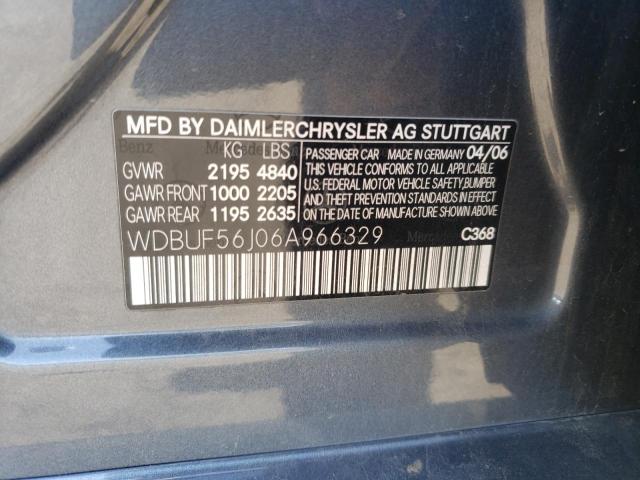 MFD BY DAIMLERCHRYSLER AG STUTTGART
KG LBS
GVWR 2195 4840
GAWR FRONT 1000 2205
GAWR REAR 1195 2635
PASSENGER CAR MADE IN GERMANY 04/06
THIS VEHICLE CONFORMS TO ALL APPLICABLE
U.S. FEDERAL MOTOR VEHICLE SAFETY, BUMPER
AND THEFT PREVENTION STANDARDS IN EFFECT
ON THE DATE OF MANUFACTURE SHOWN ABOVE.
WDBUF56J06A966329
C368